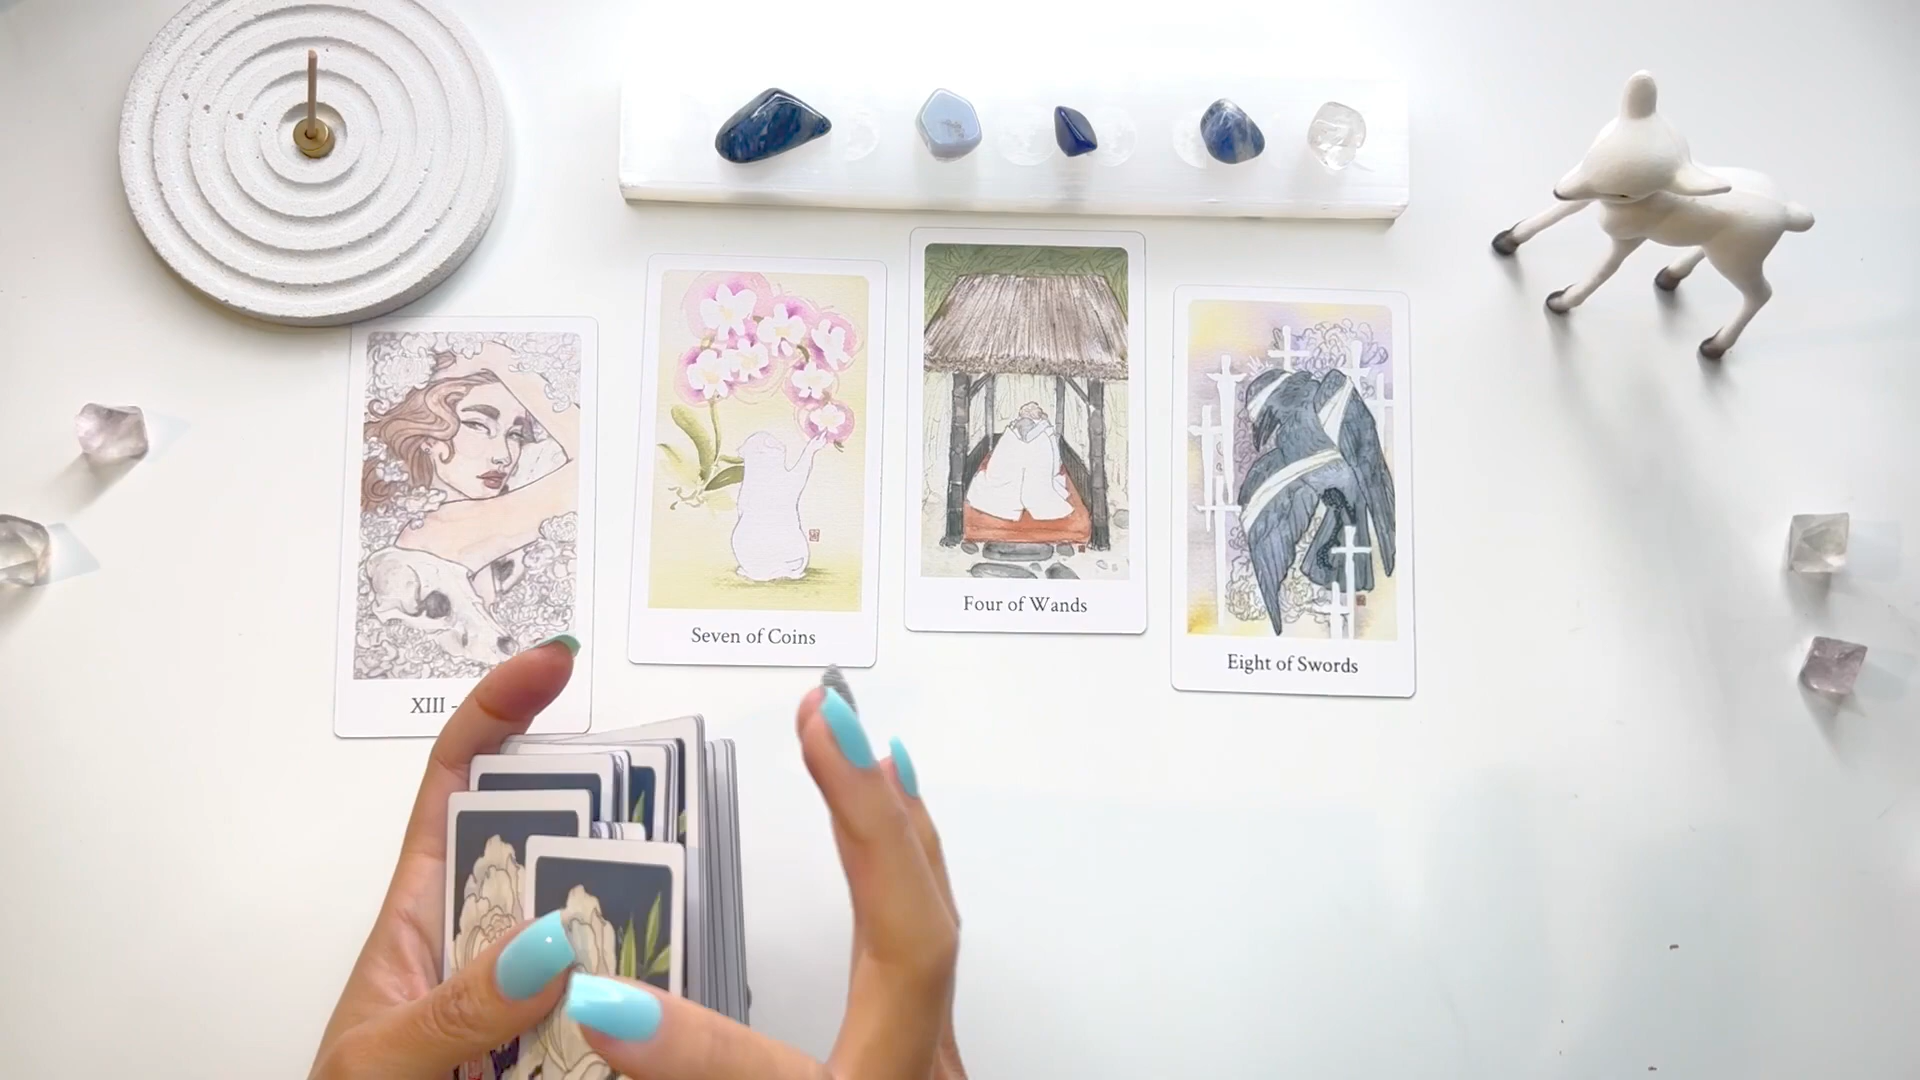 XIII -
Seven of Coins
Four of Wands
Eight of Swords